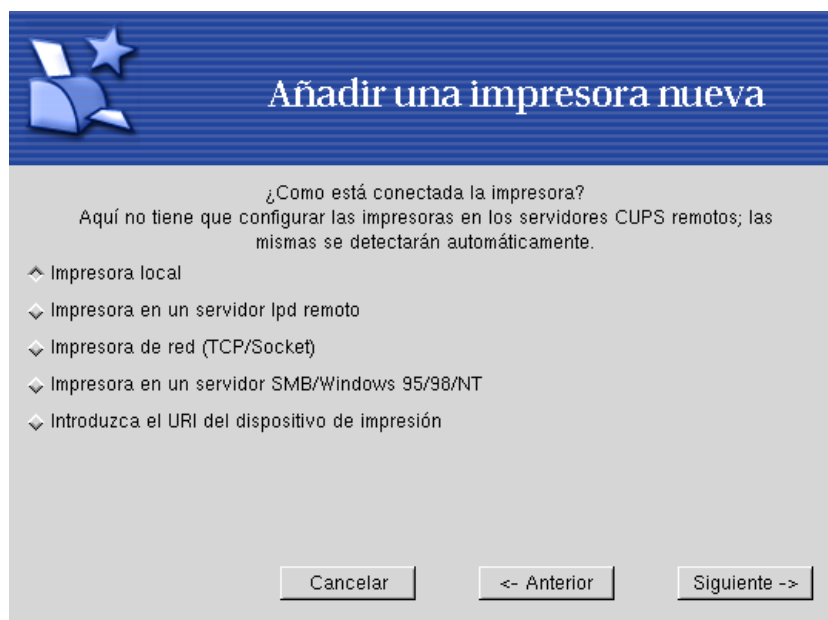 Añadir una impresora nueva
¿Como está conectada la impresora?
Aquí no tiene que configurar las impresoras en los servidores CUPS remotos; las
mismas se detectarán automáticamente.
Impresora local
Impresora en un servidor lpd remoto
Impresora de red (TCP/Socket)
Impresora en un servidor SMB/Windows 95/98/NT
Introduzca el URI del dispositivo de impresión
Cancelar
<- Anterior
Siguiente ->